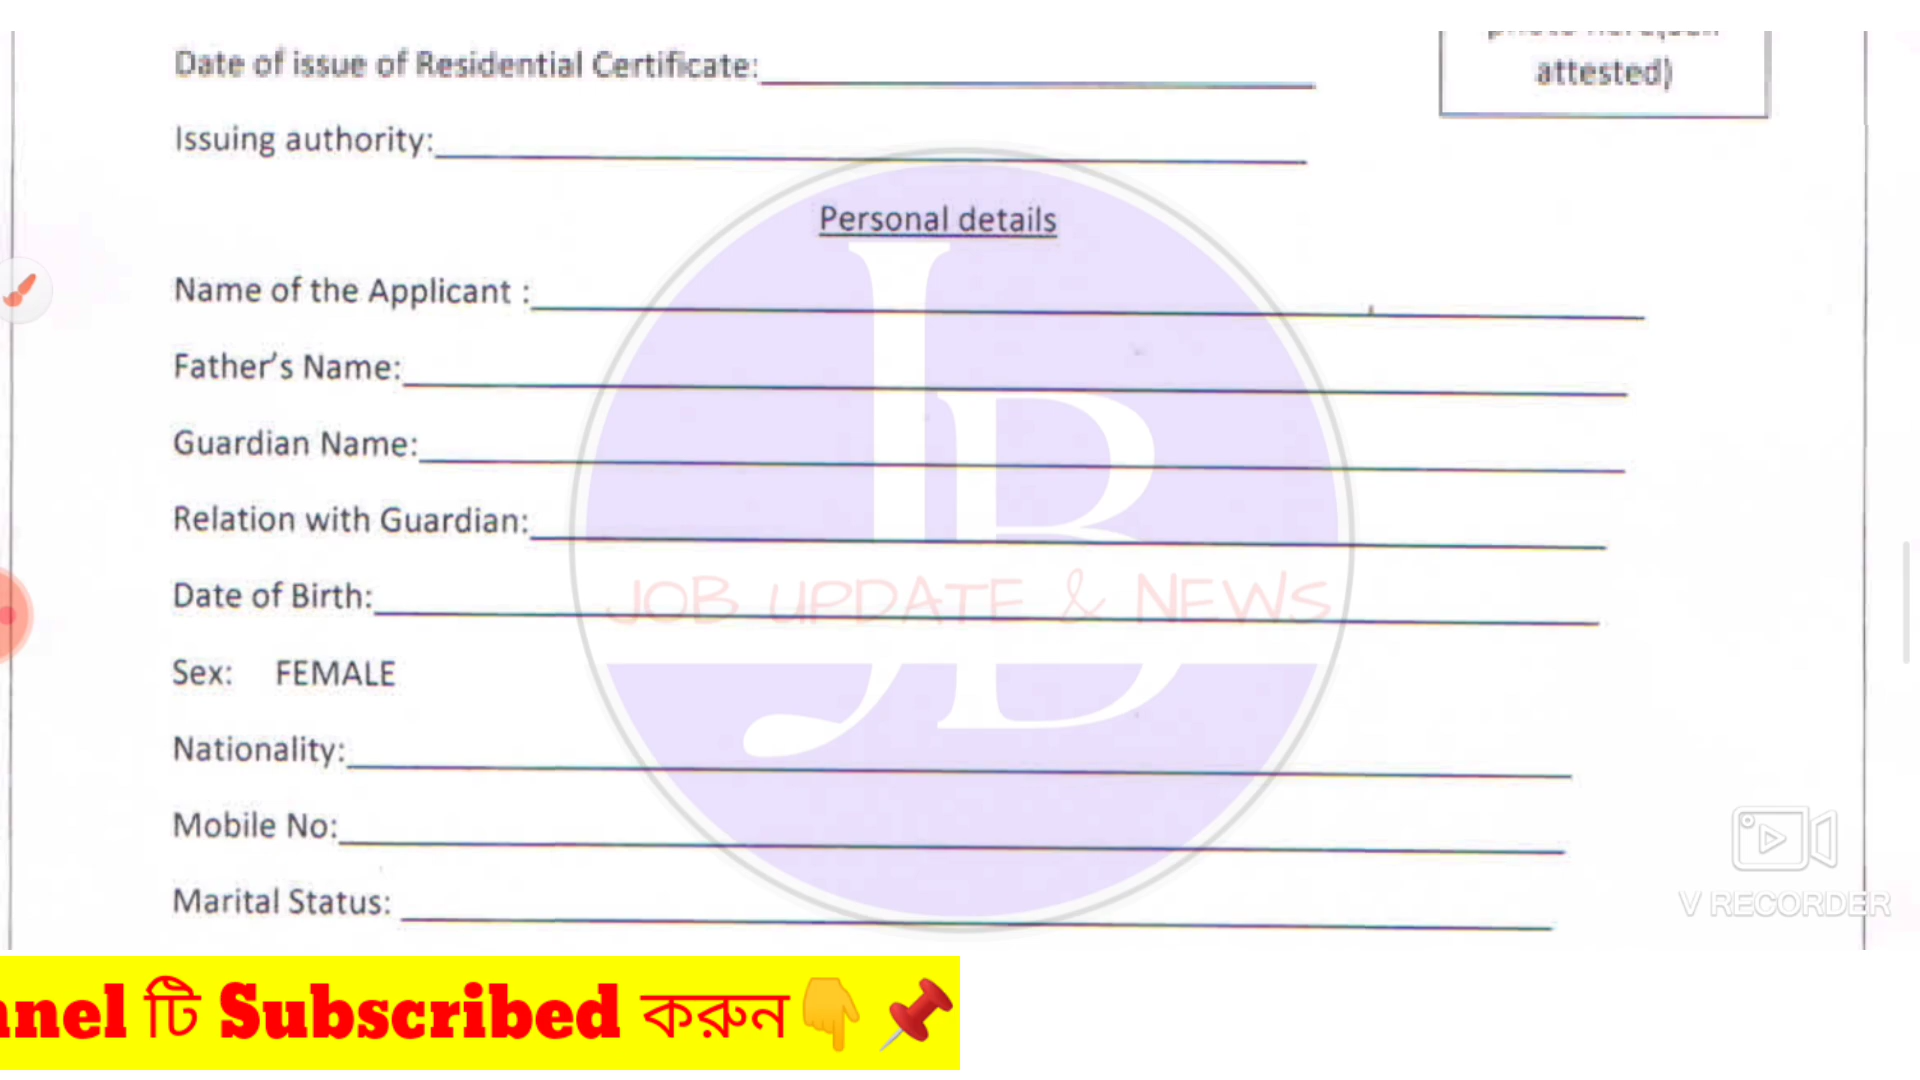 Date of issue of Residential Certificate:
attested)
Issuing authority:
Personal details
Name of the Applicant :
Father's Name:
Guardian Name:
Relation with Guardian:
Date of Birth:
JOB UPDATE & NEWS
Sex: FEMALE
Nationality:
Mobile No:
V RECORDER
Marital Status:
nnel টি Subscribed করুন